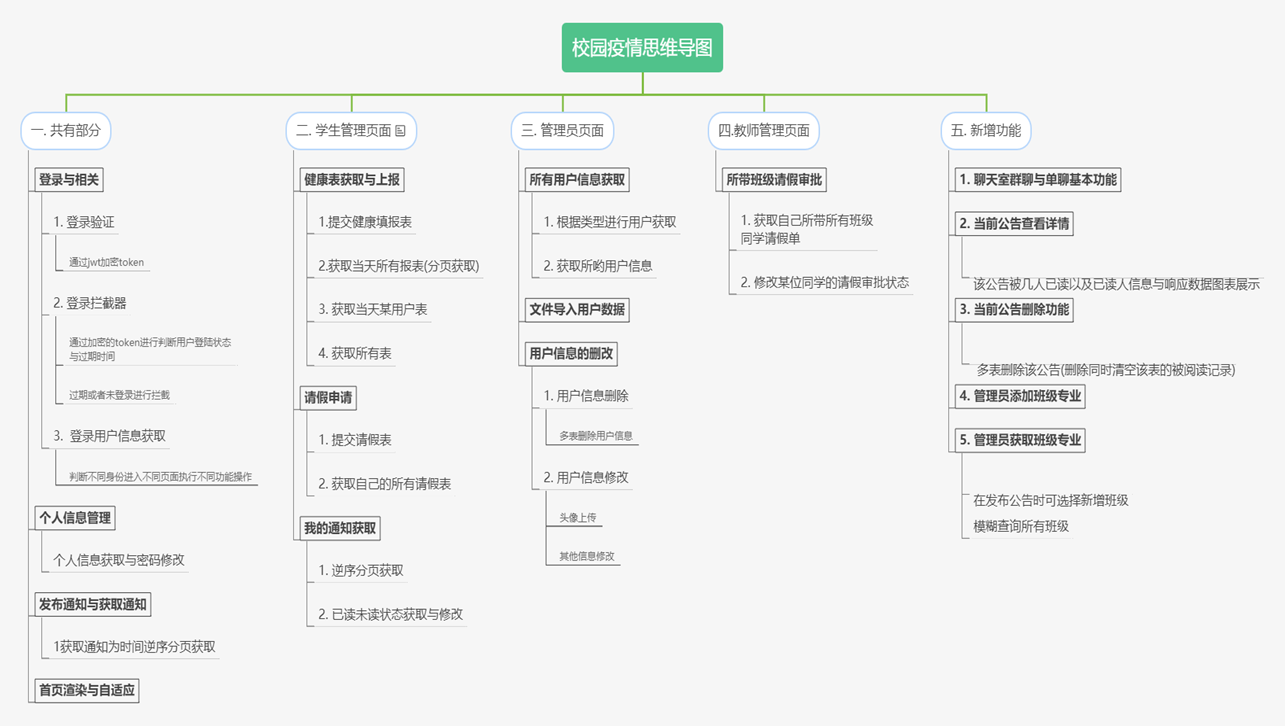 校园疫情思维导图
一. 共有部分
登录与相关
1. 登录验证
通过jwt加密token
2. 登录拦截器
通过加密的token进行判断用户登陆状态
与过期时间
过期或者未登录进行拦截
3. 登录用户信息获取
判断不同身份进入不同页面执行不同功能操作
个人信息管理
个人信息获取与密码修改
发布通知与获取通知
1获取通知为时间逆序分页获取
首页渲染与自适应
二. 学生管理页面
健康表获取与上报
1.提交健康填报表
2.获取当天所有报表(分页获取)
3. 获取当天某用户表
4. 获取所有表
请假申请
1. 提交请假表
2. 获取自己的所有请假表
我的通知获取
1. 逆序分页获取
2. 已读未读状态获取与修改
三. 管理员页面
所有用户信息获取
1. 根据类型进行用户获取
2. 获取所哟用户信息
文件导入用户数据
用户信息的删改
1. 用户信息删除
多表删除用户信息
2. 用户信息修改
头像上传
其他信息修改
四.教师管理页面
所带班级请假审批
1. 获取自己所带所有班级
同学请假单
2. 修改某位同学的请假审批状态
五. 新增功能
1. 聊天室群聊与单聊基本功能
2. 当前公告查看详情
该公告被几人已读以及已读人信息与响应数据图表展示
3. 当前公告删除功能
多表删除该公告(删除同时清空该表的被阅读记录)
4. 管理员添加班级专业
5. 管理员获取班级专业
在发布公告时可选择新增班级
模糊查询所有班级